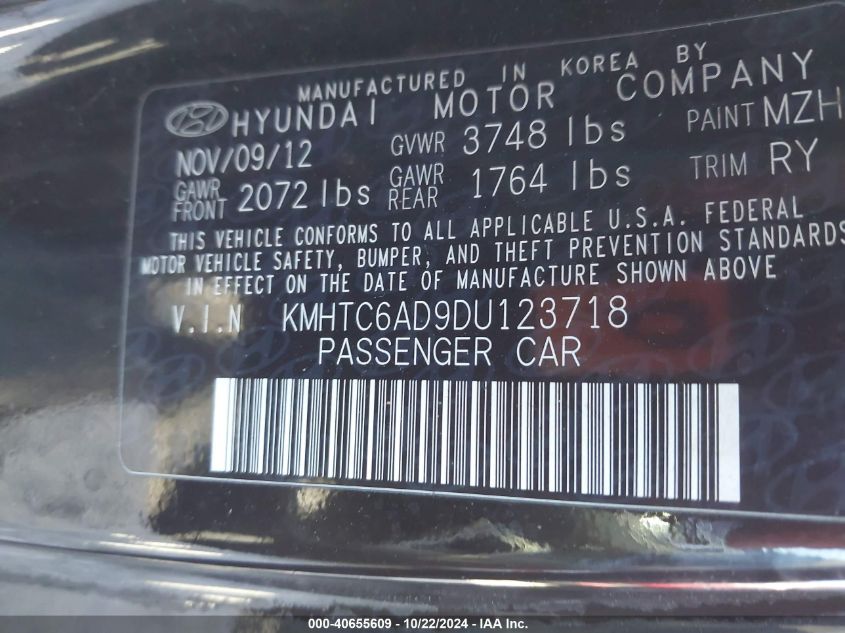 MANUFACTURED IN KOREA BY
HYUNDAI MOTOR COMPANY
NOV/09/12 GVWR 3748 lbs PAINT MZH
GAWR FRONT 2072 lbs GAWR REAR 1764 lbs TRIM RY
THIS VEHICLE CONFORMS TO ALL APPLICABLE U.S.A. FEDERAL
MOTOR VEHICLE SAFETY, BUMPER, AND THEFT PREVENTION STANDARDS
IN EFFECT ON THE DATE OF MANUFACTURE SHOWN ABOVE
V.I.N KMHTC6AD9DU123718
PASSENGER CAR
000-40655609 - 10/22/2024 - IAA Inc.